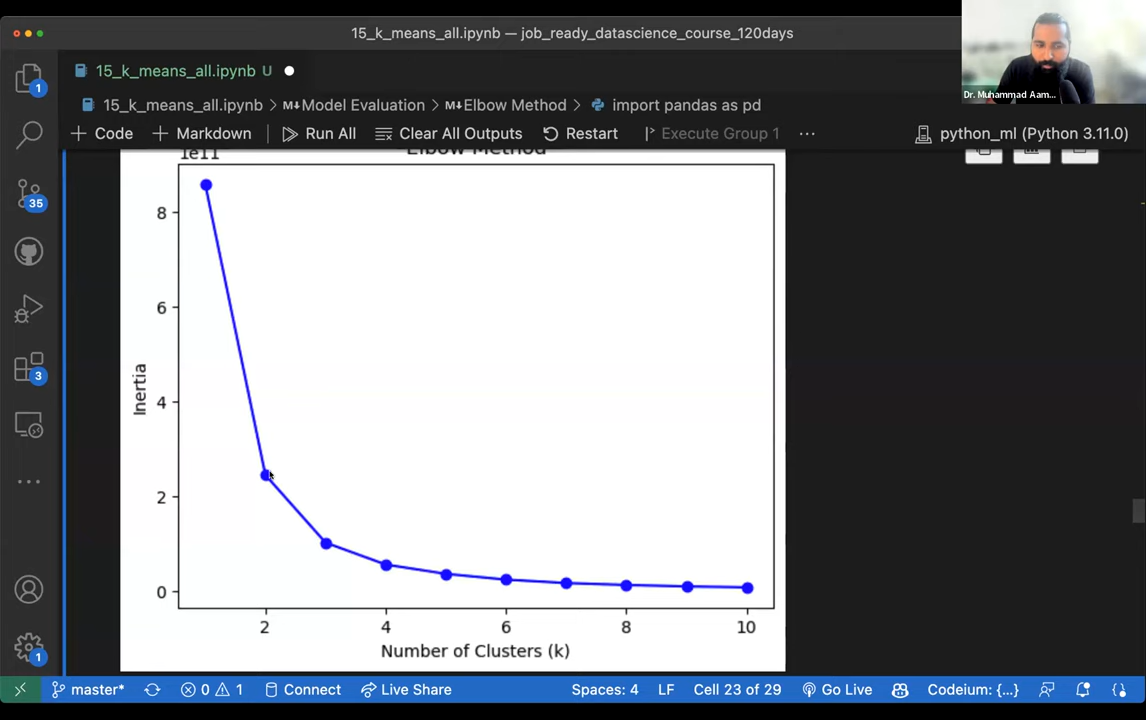 15_k_means_all.ipynb — job_ready_datascience_course_120days
Dr. Muhammad Aam...
15_k_means_all.ipynb U
15_k_means_all.ipynb > M↓Model Evaluation > M↓Elbow Method > import pandas as pd
+ Code + Markdown Run All Clear All Outputs Restart Execute Group 1 ... python_ml (Python 3.11.0)
1
35
3
1
1e11
Elbow Method
8
6
4
2
0
Inertia
2 4 6 8 10
Number of Clusters (k)
master* 0 1 Connect Live Share Spaces: 4 LF Cell 23 of 29 Go Live Codeium: {...}